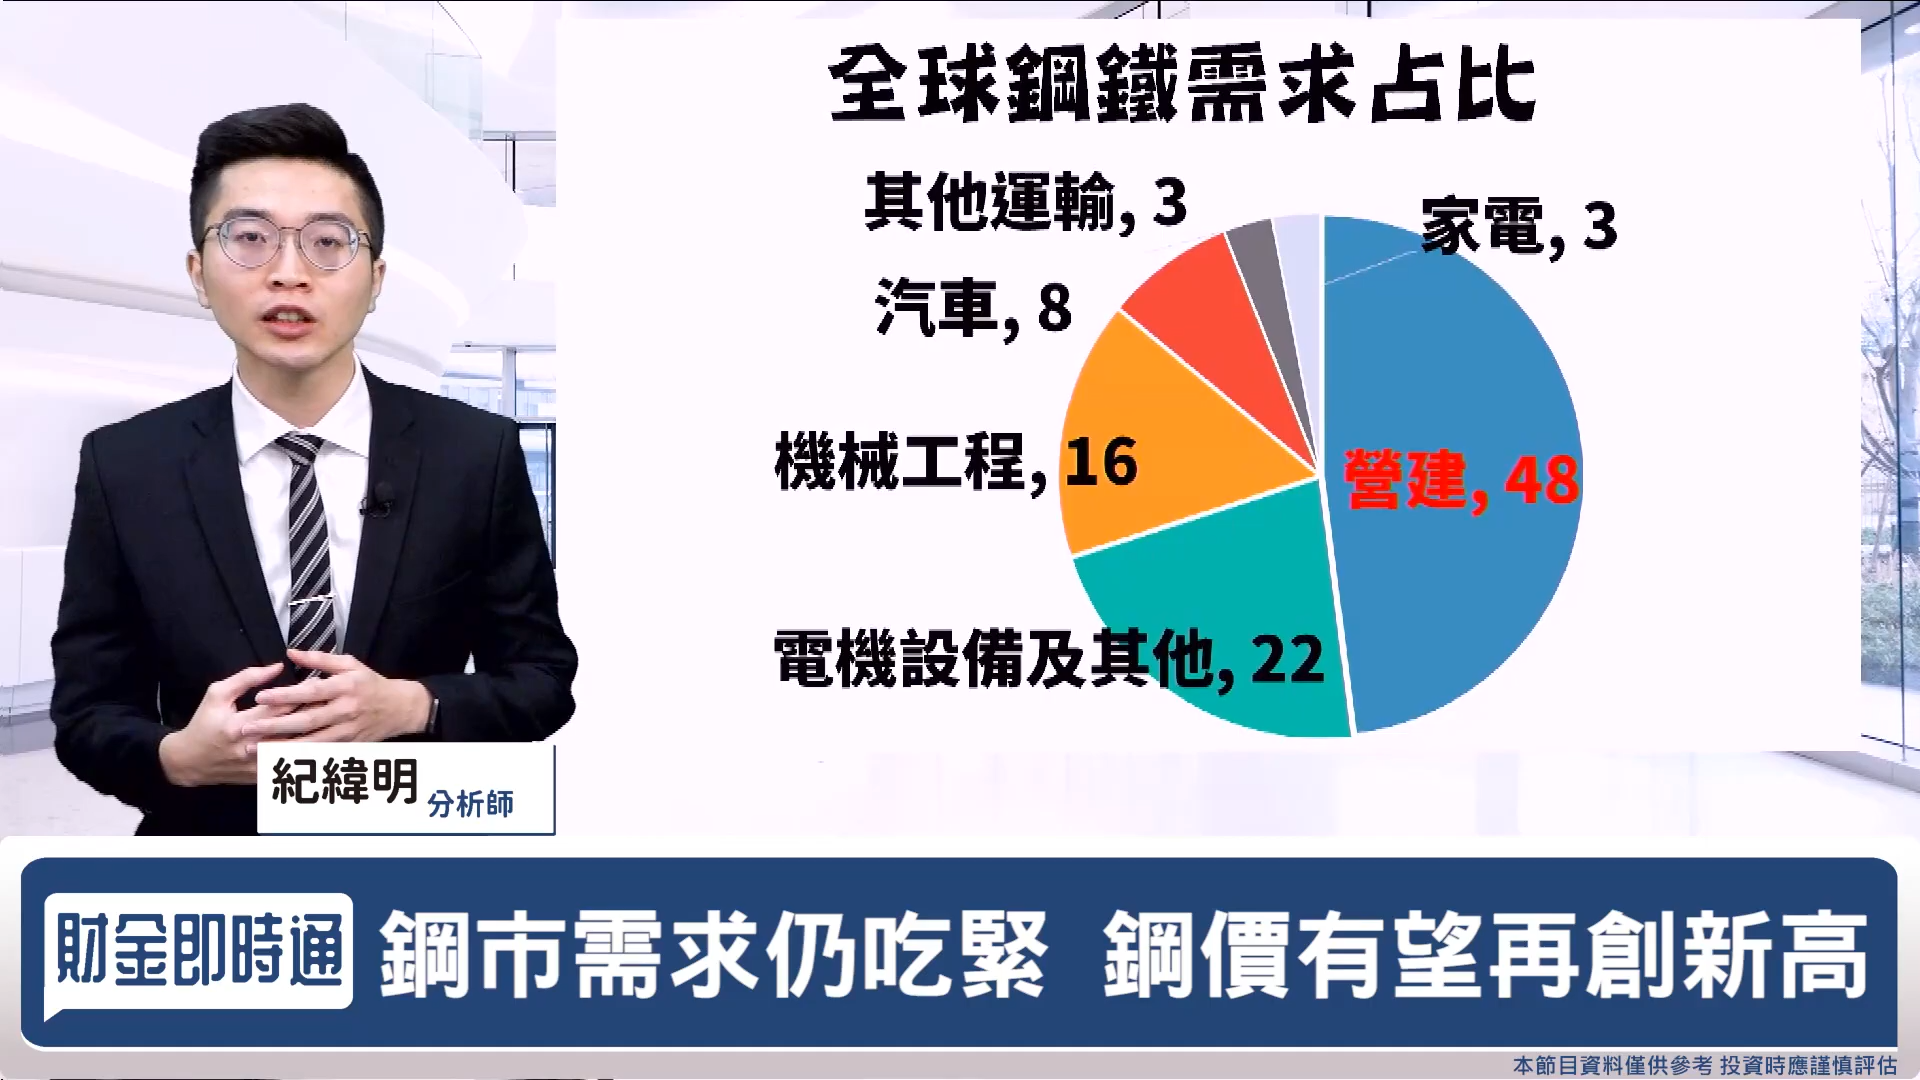 全球鋼鐵需求占比
其他運輸, 3
家電, 3
汽車, 8
機械工程, 16
營建, 48
電機設備及其他, 22
紀緯明 分析師
財金即時通
鋼市需求仍吃緊 鋼價有望再創新高
本節目資料僅供參考 投資時應謹慎評估